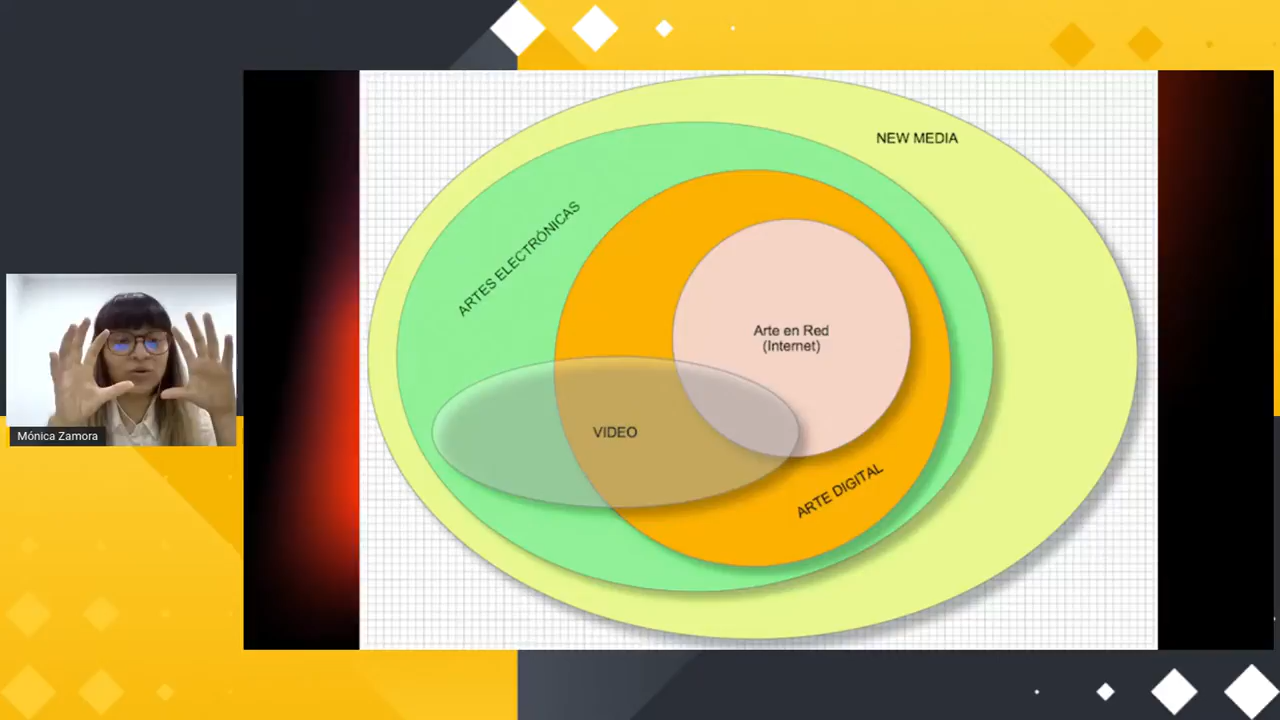 NEW MEDIA
ARTES ELECTRÓNICAS
Arte en Red
(Internet)
VIDEO
ARTE DIGITAL
Mónica Zamora